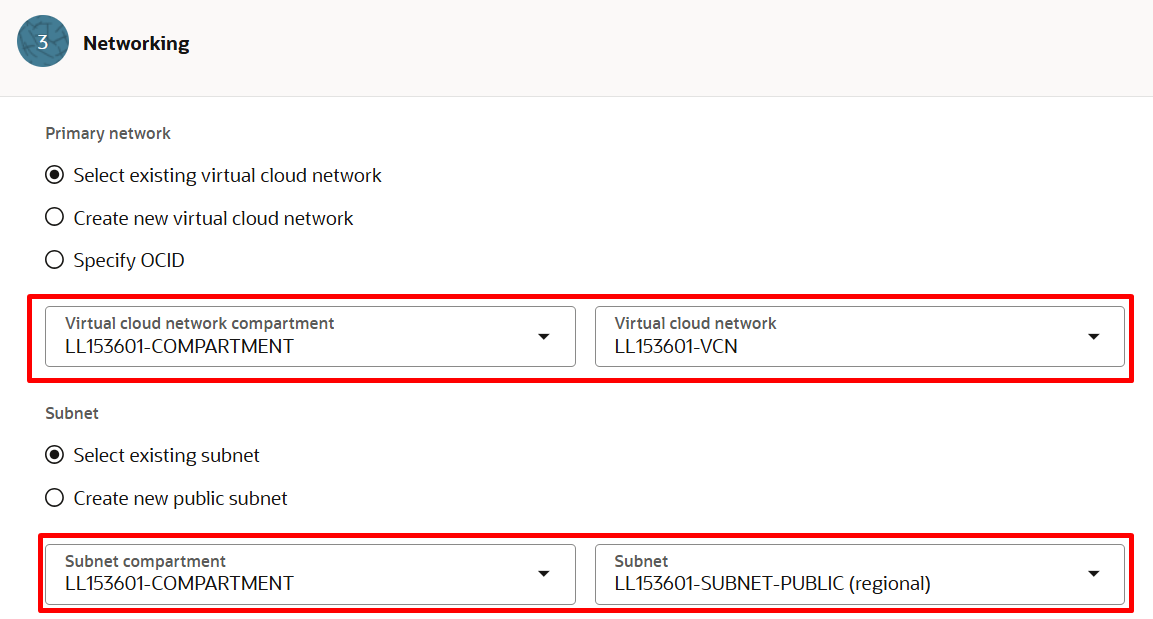 3
Networking
Primary network
Select existing virtual cloud network
Create new virtual cloud network
Specify OCID
Virtual cloud network compartment
LL153601-COMPARTMENT
Virtual cloud network
LL153601-VCN
Subnet
Select existing subnet
Create new public subnet
Subnet compartment
LL153601-COMPARTMENT
Subnet
LL153601-SUBNET-PUBLIC (regional)